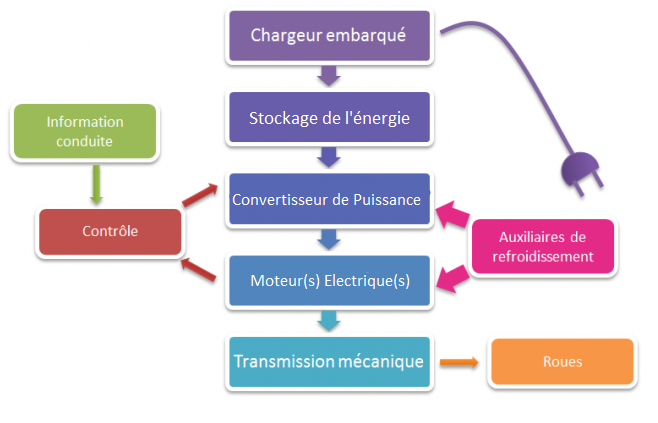 Chargeur embarqué
Stockage de l'énergie
Information
conduite
Convertisseur de Puissance
Contrôle
Auxiliaires de
refroidissement
Moteur(s) Electrique(s)
Transmission mécanique
Roues